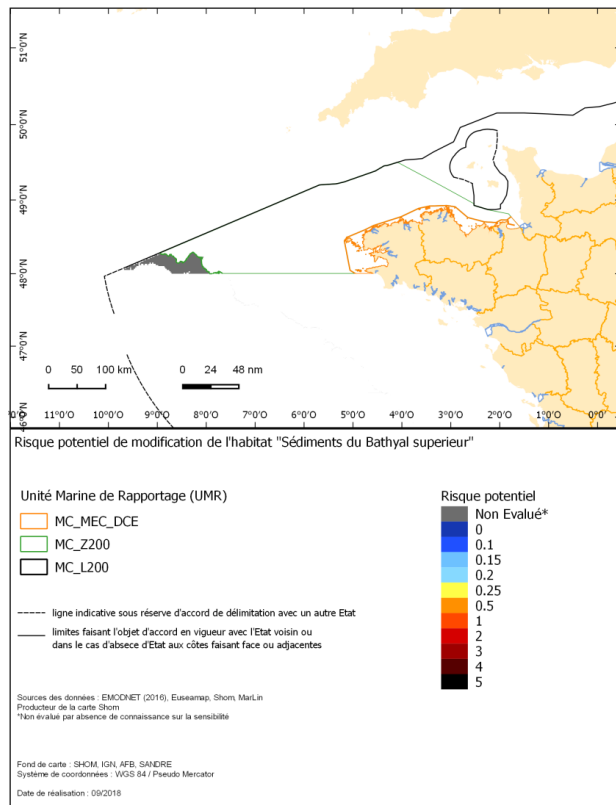 51°0'N
50°0'N
49°0'N
48°0'N
47°0'N
46°0'N
0 50 100 km
0 24 48 nm
0°0'O 9°0'O 8°0'O 7°0'O 6°0'O 5°0'O 4°0'O 3°0'O 2°0'O 1°0'O 0°0'
Risque potentiel de modification de l'habitat "Sédiments du Bathyal superieur"
Unité Marine de Rapportage (UMR)
MC_MEC_DCE
MC_Z200
MC_L200
ligne indicative sous réserve d'accord de délimitation avec un autre Etat
limites faisant l'objet d'accord en vigueur avec l'Etat voisin ou
dans le cas d'absece d'Etat aux côtes faisant face ou adjacentes
Risque potentiel
Non Evalué*
0
0.1
0.15
0.2
0.25
0.5
1
2
3
4
5
Sources des données : EMODNET (2016), Euseamap, Shom, MarLin
Producteur de la carte Shom
*Non évalué par absence de connaissance sur la sensibilité
Fond de carte : SHOM, IGN, AFB, SANDRE
Système de coordonnées : WGS 84 / Pseudo Mercator
Date de réalisation : 09/2018